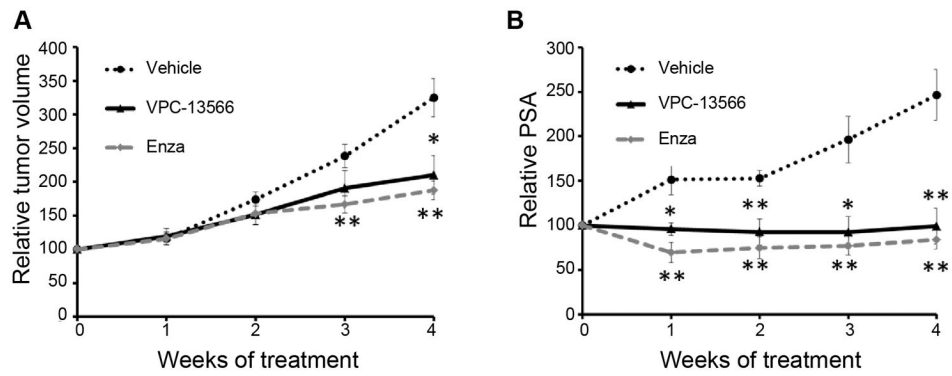 A
Relative tumor volume
400
350
300
250
200
150
100
50
0
Vehicle
VPC-13566
Enza
*
**
**
0 1 2 3 4
Weeks of treatment
B
Relative PSA
300
250
200
150
100
50
0
Vehicle
VPC-13566
Enza
* ** * **
** ** ** **
0 1 2 3 4
Weeks of treatment